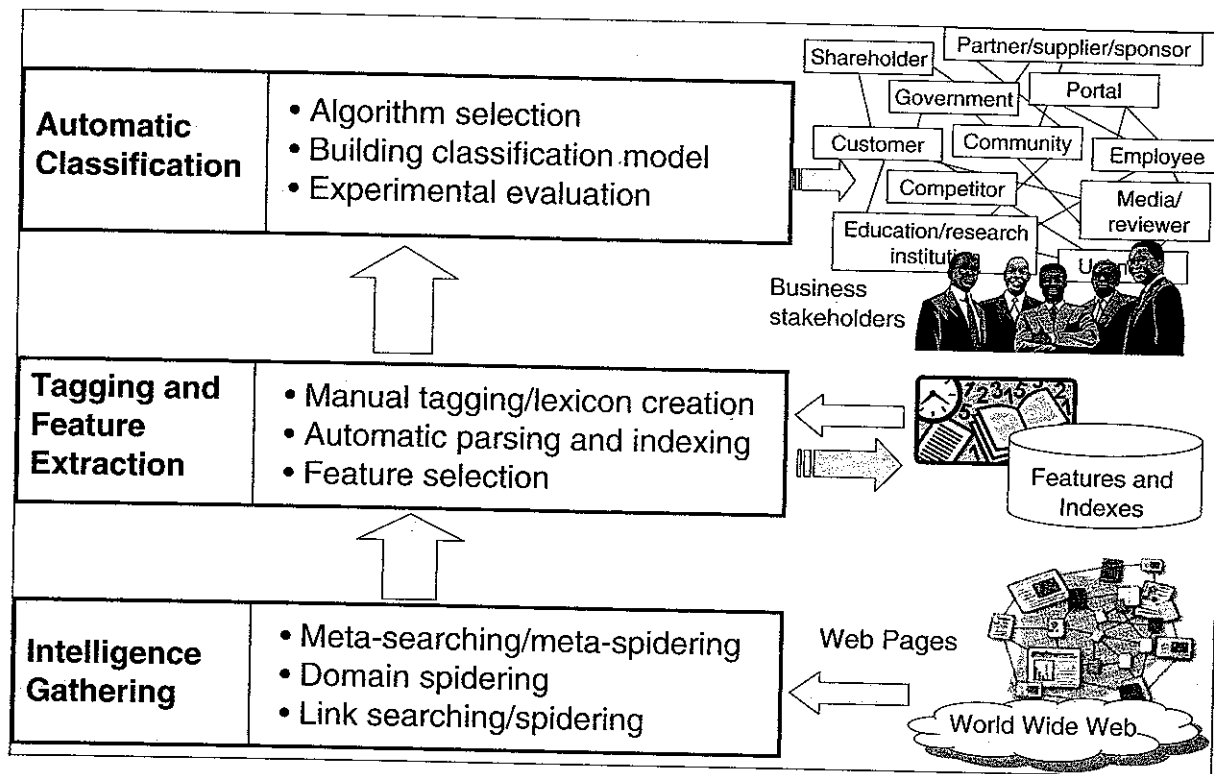 Automatic
Classification
• Algorithm selection
• Building classification model
• Experimental evaluation
Shareholder
Partner/supplier/sponsor
Government
Portal
Customer
Community
Employee
Competitor
Media/
reviewer
Education/research
Business
stakeholders
Tagging and
Feature
Extraction
• Manual tagging/lexicon creation
• Automatic parsing and indexing
• Feature selection
Features and
Indexes
Intelligence
Gathering
• Meta-searching/meta-spidering
• Domain spidering
• Link searching/spidering
Web Pages
World Wide Web